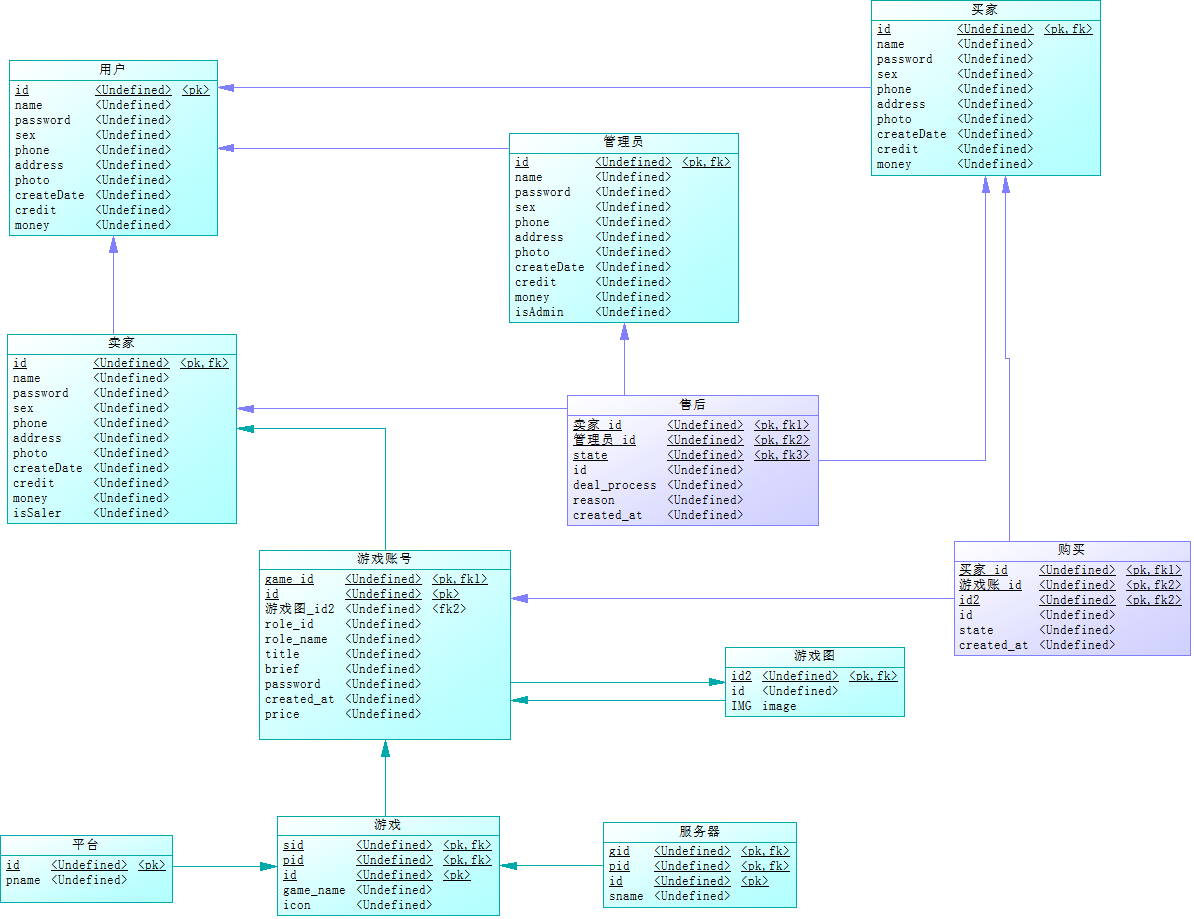 买家
id <Undefined> <pk,fk>
name <Undefined>
password <Undefined>
sex <Undefined>
phone <Undefined>
address <Undefined>
photo <Undefined>
createDate <Undefined>
credit <Undefined>
money <Undefined>
用户
id <Undefined> <pk>
name <Undefined>
password <Undefined>
sex <Undefined>
phone <Undefined>
address <Undefined>
photo <Undefined>
createDate <Undefined>
credit <Undefined>
money <Undefined>
管理员
id <Undefined> <pk,fk>
name <Undefined>
password <Undefined>
sex <Undefined>
phone <Undefined>
address <Undefined>
photo <Undefined>
createDate <Undefined>
credit <Undefined>
money <Undefined>
isAdmin <Undefined>
卖家
id <Undefined> <pk,fk>
name <Undefined>
password <Undefined>
sex <Undefined>
phone <Undefined>
address <Undefined>
photo <Undefined>
createDate <Undefined>
credit <Undefined>
money <Undefined>
isSaler <Undefined>
售后
卖家_id <Undefined> <pk,fk1>
管理员_id <Undefined> <pk,fk2>
state <Undefined> <pk,fk3>
id <Undefined>
deal_process <Undefined>
reason <Undefined>
created_at <Undefined>
游戏账号
game_id <Undefined> <pk,fk1>
id <Undefined> <pk>
游戏图_id2 <Undefined> <fk2>
role_id <Undefined>
role_name <Undefined>
title <Undefined>
brief <Undefined>
password <Undefined>
created_at <Undefined>
price <Undefined>
购买
买家_id <Undefined> <pk,fk1>
游戏账_id <Undefined> <pk,fk2>
id2 <Undefined> <pk,fk2>
id <Undefined>
state <Undefined>
created_at <Undefined>
游戏图
id2 <Undefined> <pk,fk>
id <Undefined>
IMG image
平台
id <Undefined> <pk>
pname <Undefined>
游戏
sid <Undefined> <pk,fk>
pid <Undefined> <pk,fk>
id <Undefined> <pk>
game_name <Undefined>
icon <Undefined>
服务器
gid <Undefined> <pk,fk>
pid <Undefined> <pk,fk>
id <Undefined> <pk>
sname <Undefined>